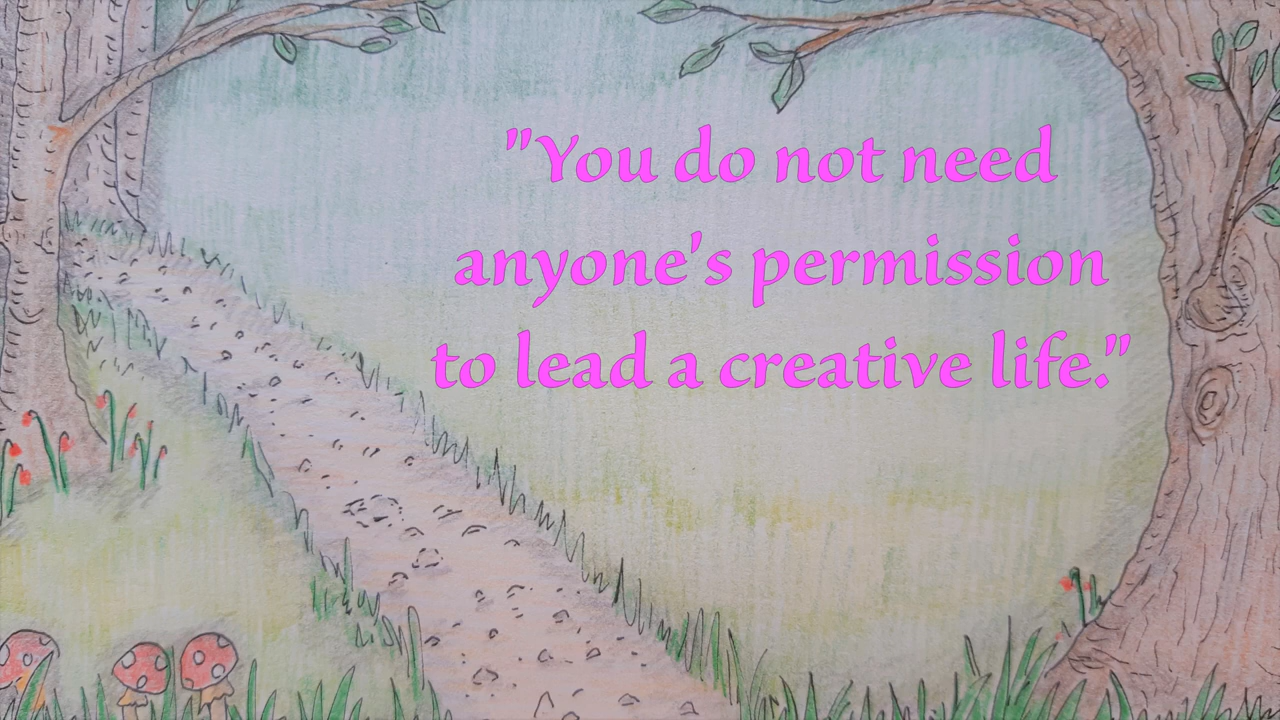 "You do not need
anyone's permission
to lead a creative life."